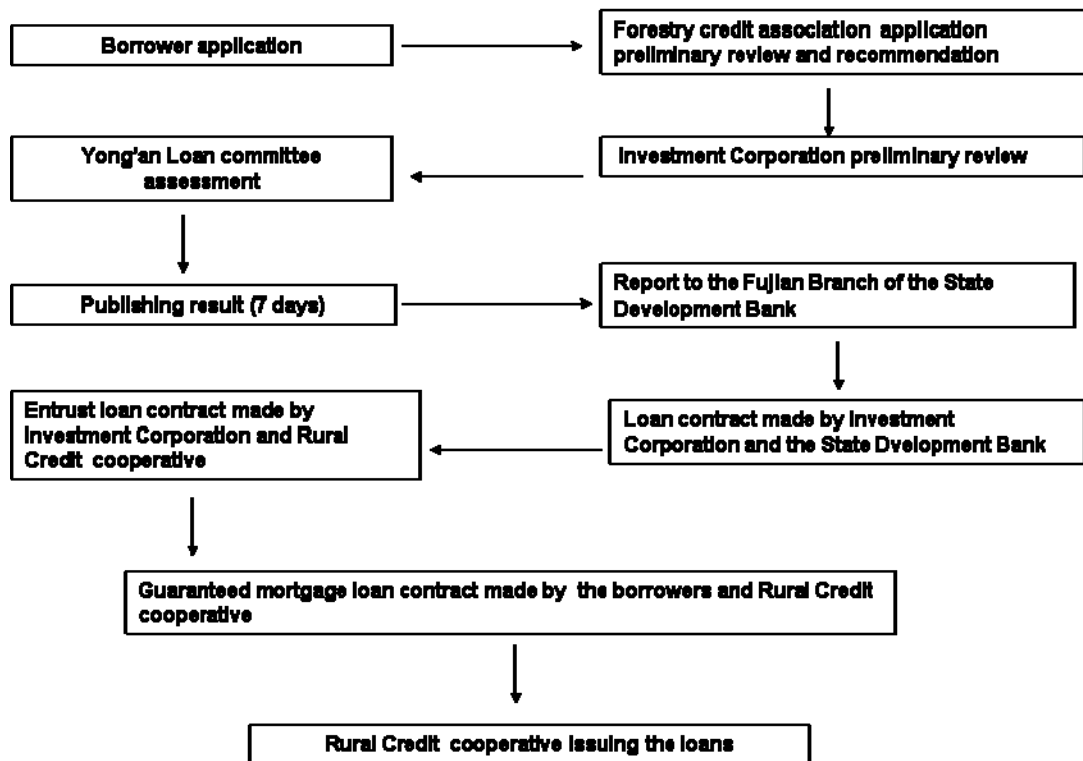 Borrower application
Forestry credit association application
preliminary review and recommendation
Investment Corporation preliminary review
Yong'an Loan committee
assessment
Publishing result (7 days)
Report to the Fujian Branch of the State
Development Bank
Loan contract made by Investment
Corporation and the State Dvelopment Bank
Entrust loan contract made by
Investment Corporation and Rural
Credit cooperative
Guaranteed mortgage loan contract made by the borrowers and Rural Credit
cooperative
Rural Credit cooperative issuing the loans